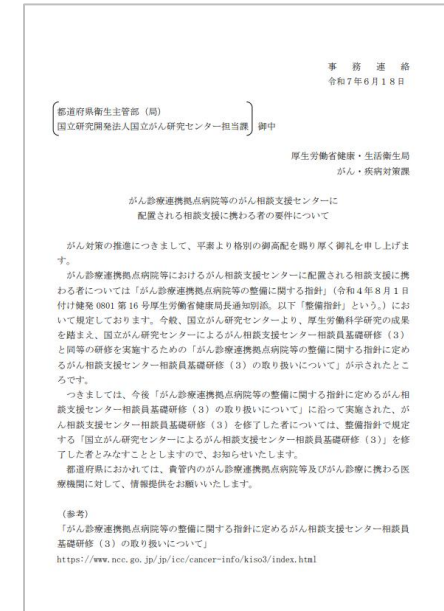 事務連絡
令和7年6月18日
都道府県衛生主管部（局）
国立研究開発法人国立がん研究センター担当課 御中
厚生労働省健康・生活衛生局
がん・疾病対策課
がん診療連携拠点病院等のがん相談支援センターに
配置される相談支援に携わる者の要件について
がん対策の推進につきまして、平素より格別の御高配を賜り厚く御礼を申し上げま
す。
がん診療連携拠点病院等におけるがん相談支援センターに配置される相談支援に携
わる者については「がん診療連携拠点病院等の整備に関する指針」（令和4年8月1日
付け健発 0801 第 16 号厚生労働省健康局長通知別添。以下「整備指針」という。）にお
いて規定しております。今般、国立がん研究センターより、厚生労働科学研究の成果
を踏まえ、国立がん研究センターによるがん相談支援センター相談員基礎研修（3）
と同等の研修を実施するための「がん診療連携拠点病院等の整備に関する指針に定め
るがん相談支援センター相談員基礎研修（3）の取り扱いについて」が示されたとこ
ろです。
つきましては、今後「がん診療連携拠点病院等の整備に関する指針に定めるがん相
談支援センター相談員基礎研修（3）の取り扱いについて」に沿って実施された、が
ん相談支援センター相談員基礎研修（3）を修了した者については、整備指針で規定
する「国立がん研究センターによるがん相談支援センター相談員基礎研修（3）」を修
了した者とみなすこととしますので、お知らせいたします。
都道府県におかれては、貴管内のがん診療連携拠点病院等及びがん診療に携わる医
療機関に対して、情報提供をお願いいたします。
（参考）
「がん診療連携拠点病院等の整備に関する指針に定めるがん相談支援センター相談員
基礎研修（3）の取り扱いについて」
https://www.ncc.go.jp/jp/icc/cancer-info/kiso3/index.html